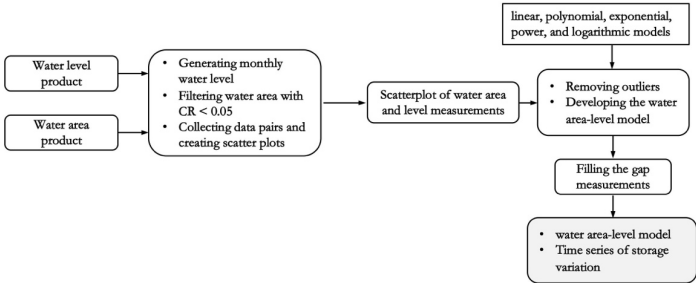 linear, polynomial, exponential,
power, and logarithmic models
Water level
product
• Generating monthly
water level
• Filtering water area with
CR < 0.05
• Collecting data pairs and
creating scatter plots
Water area
product
Scatterplot of water area
and level measurements
• Removing outliers
• Developing the water
area-level model
Filling the gap
measurements
• water area-level model
• Time series of storage
variation